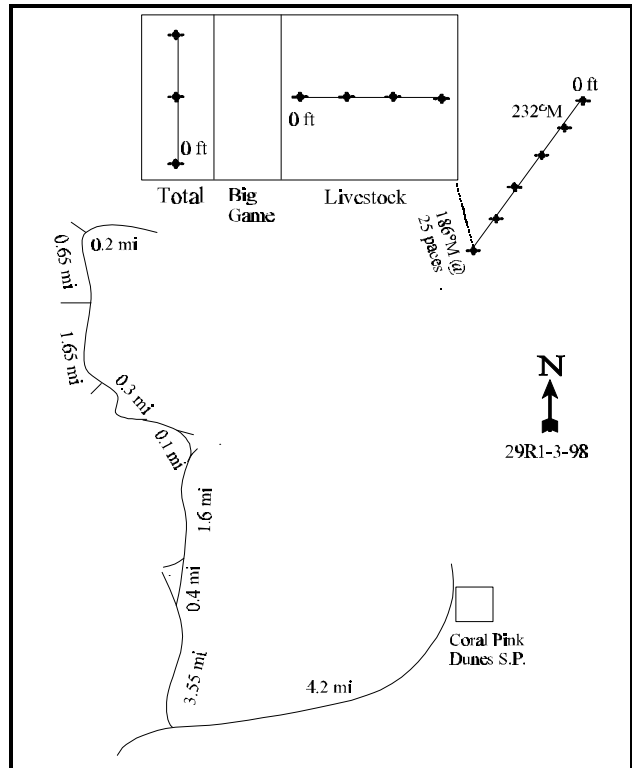 0 ft
232°M
0 ft
0 ft
Total
Big
Game
Livestock
186°M @
25 paces
0.65 mi
0.2 mi
1.65 mi
0.3 mi
0.1 mi
N
29R1-3-98
1.6 mi
0.4 mi
Coral Pink
Dunes S.P.
3.55 mi
4.2 mi